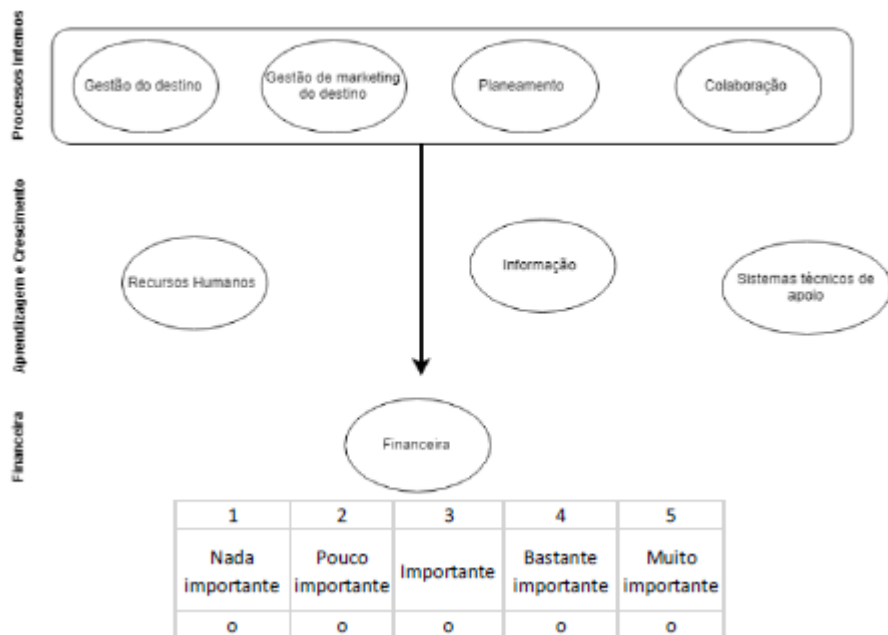 Processos Internos
Gestão do destino
Gestão de marketing
do destino
Planeamento
Colaboração
Aprendizagem e Crescimento
Recursos Humanos
Informação
Sistemas técnicos de
apoio
Financeira
Financeira
1 2 3 4 5
Nada
importante
Pouco
importante
Importante
Bastante
importante
Muito
importante
o o o o o